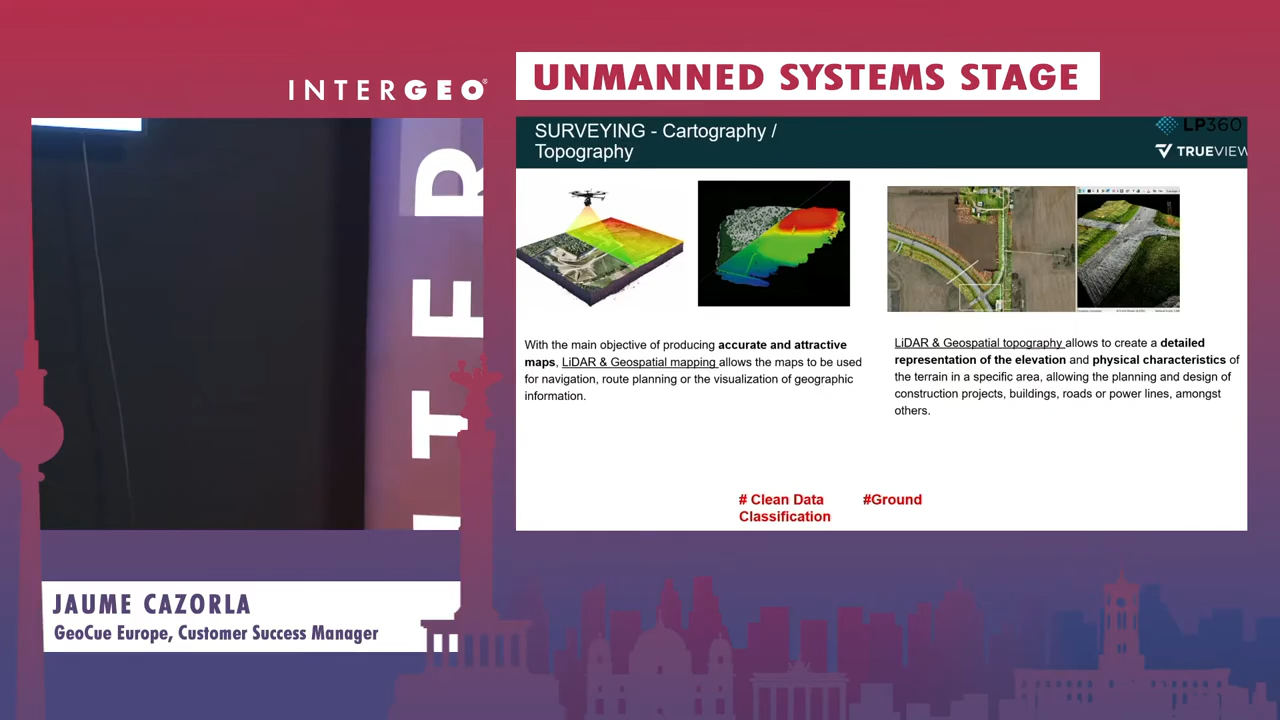 INTERGEO®
UNMANNED SYSTEMS STAGE
INTER
SURVEYING - Cartography /
Topography
LP360
TRUEVIEW
With the main objective of producing accurate and attractive
maps, LiDAR & Geospatial mapping allows the maps to be used
for navigation, route planning or the visualization of geographic
information.
LiDAR & Geospatial topography allows to create a detailed
representation of the elevation and physical characteristics of
the terrain in a specific area, allowing the planning and design of
construction projects, buildings, roads or power lines, amongst
others.
# Clean Data
Classification
#Ground
JAUME CAZORLA
GeoCue Europe, Customer Success Manager